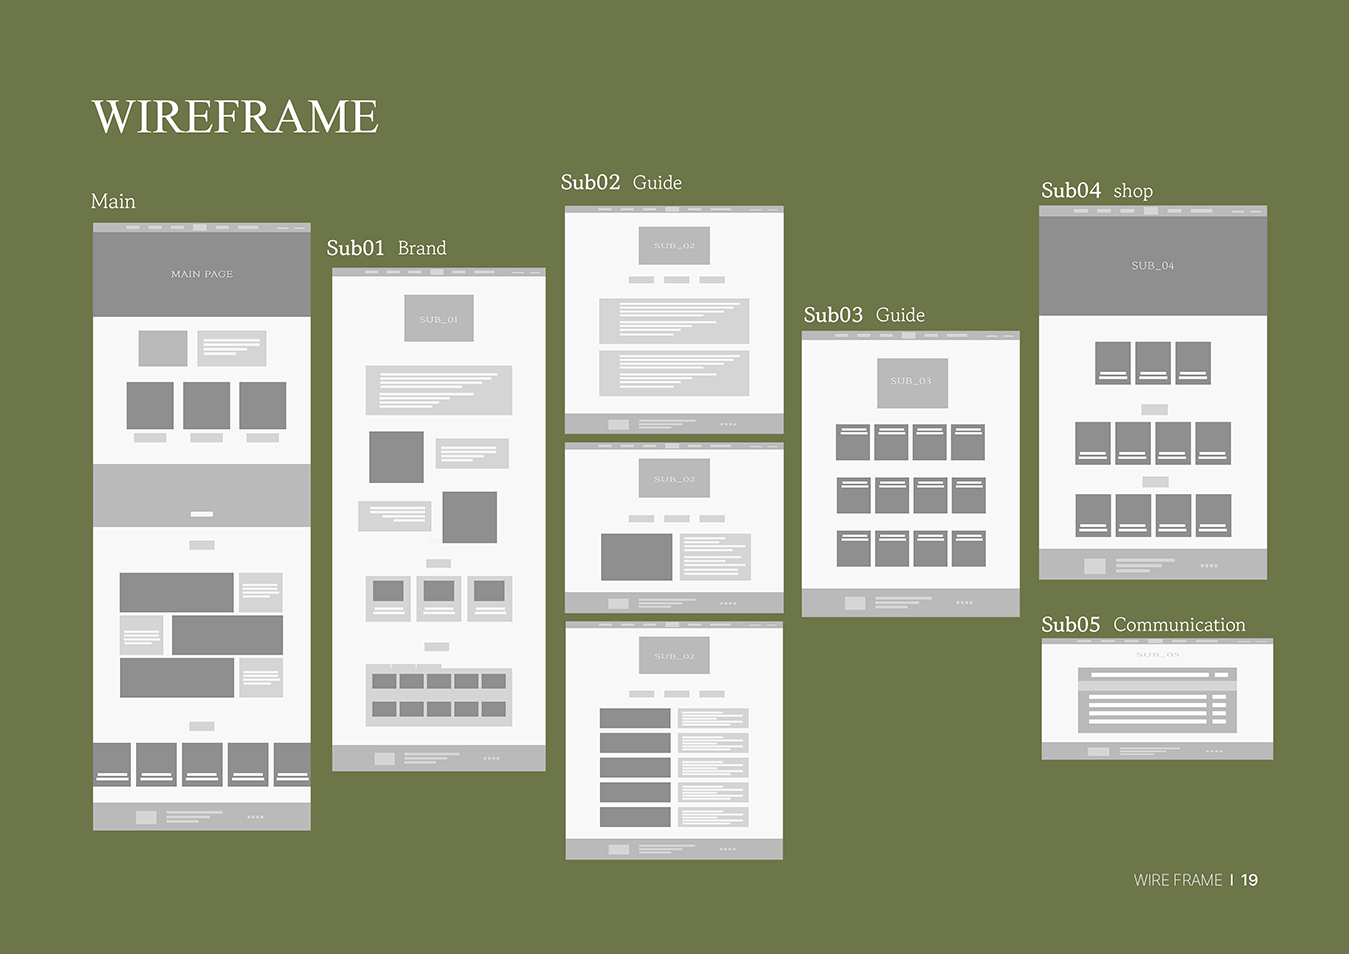 WIREFRAME
Main
MAIN PAGE
Sub01 Brand
SUB_01
Sub02 Guide
SUB_02
SUB_02
SUB_02
Sub03 Guide
SUB_03
Sub04 shop
SUB_04
Sub05 Communication
SUB_05
WIRE FRAME | 19